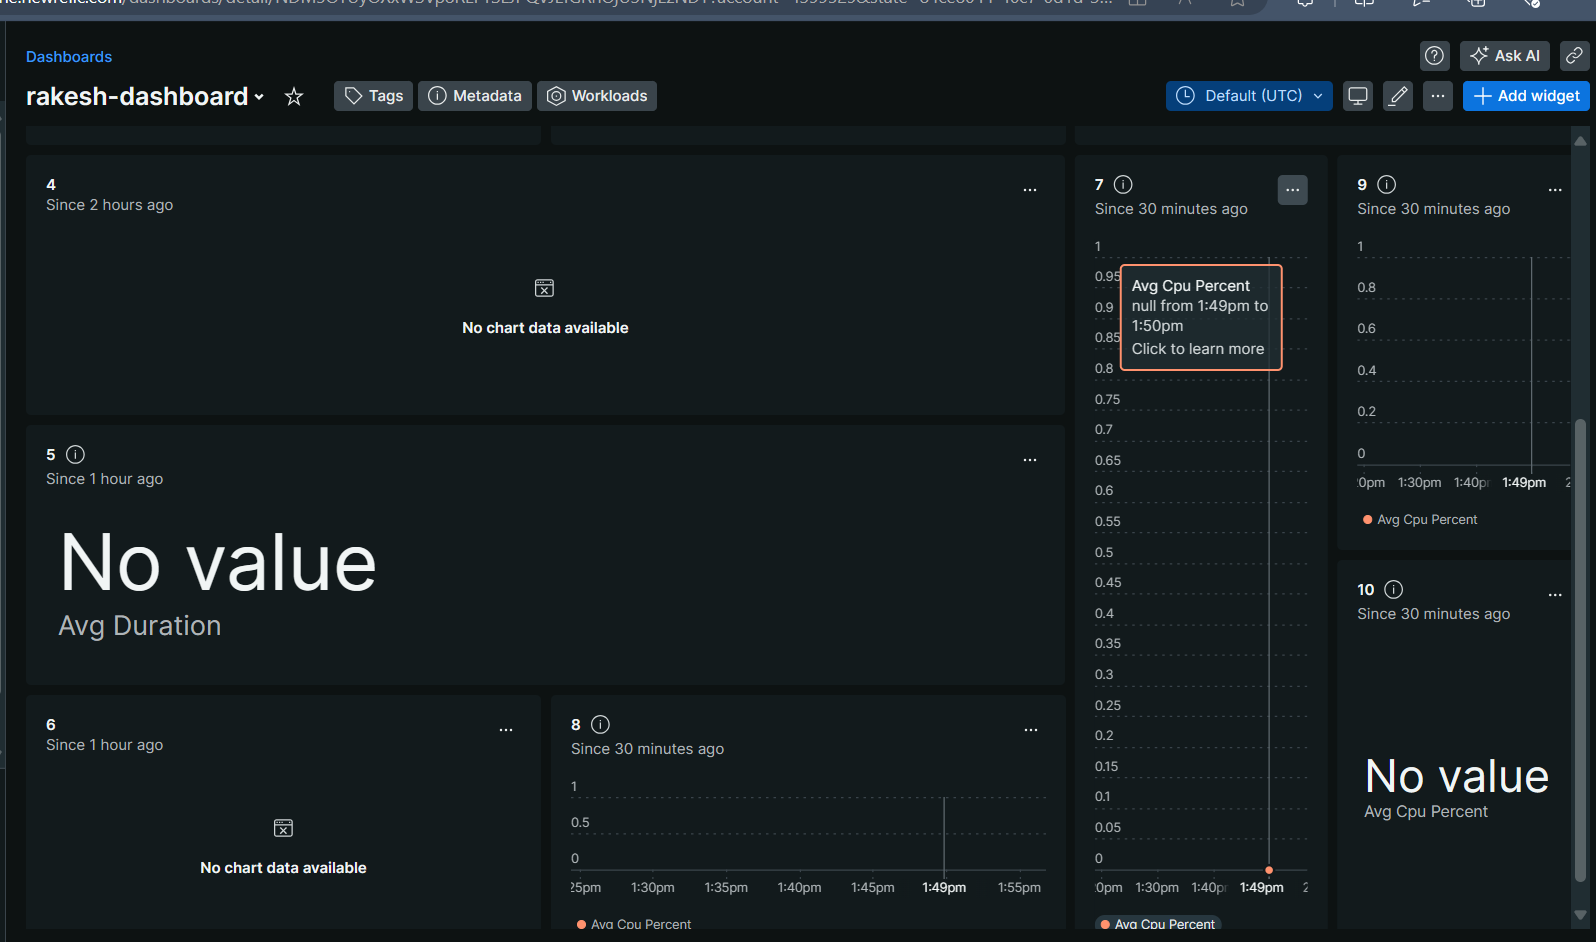 Dashboards
Ask AI
rakesh-dashboard
Tags
Metadata
Workloads
Default (UTC)
Add widget
4
Since 2 hours ago
No chart data available
5
Since 1 hour ago
No value
Avg Duration
6
Since 1 hour ago
No chart data available
8
Since 30 minutes ago
1
0.5
0
25pm 1:30pm 1:35pm 1:40pm 1:45pm 1:49pm 1:55pm
Avg Cpu Percent
7
Since 30 minutes ago
1
0.95
0.9
0.85
0.8
0.75
0.7
0.65
0.6
0.55
0.5
0.45
0.4
0.35
0.3
0.25
0.2
0.15
0.1
0.05
0
0pm 1:30pm 1:40p 1:49pm 2
Avg Cpu Percent
Avg Cpu Percent
null from 1:49pm to
1:50pm
Click to learn more
9
Since 30 minutes ago
1
0.8
0.6
0.4
0.2
0
0pm 1:30pm 1:40p 1:49pm 2
Avg Cpu Percent
10
Since 30 minutes ago
No value
Avg Cpu Percent